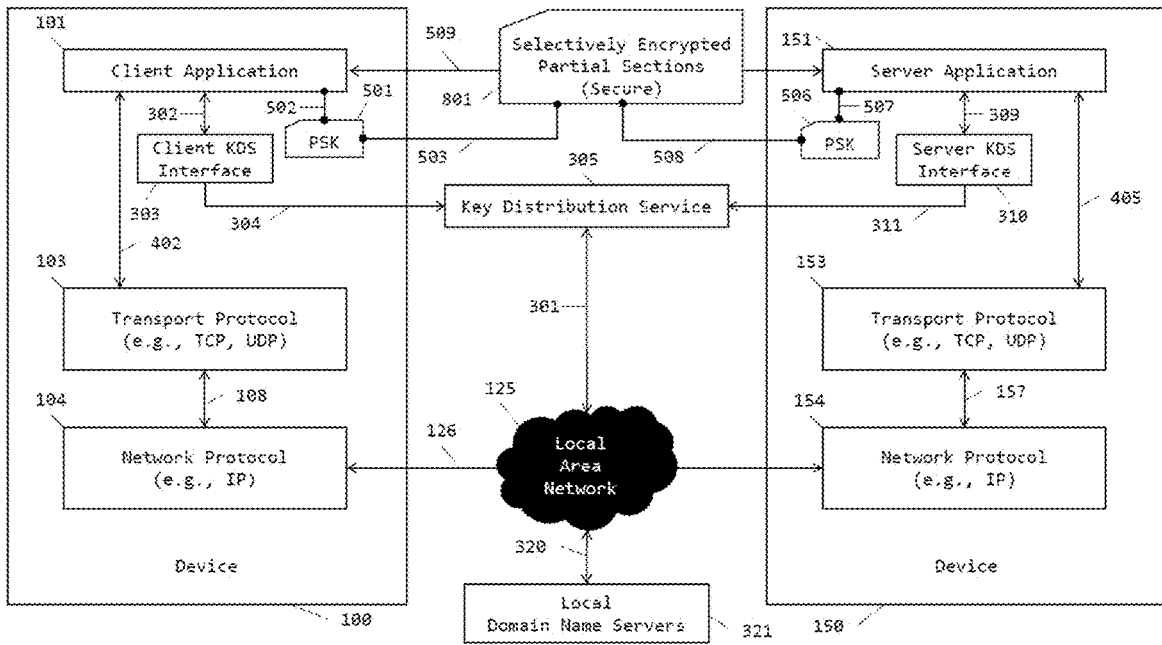 101
Client Application
302
502
501
PSK
Client KDS
Interface
303
304
402
103
Transport Protocol
(e.g., TCP, UDP)
108
104
Network Protocol
(e.g., IP)
Device
100
509
Selectively Encrypted
Partial Sections
(Secure)
801
503
508
305
Key Distribution Service
301
125
126
Local
Area
Network
320
Local
Domain Name Servers
321
151
Server Application
506
507
PSK
309
Server KDS
Interface
310
311
405
153
Transport Protocol
(e.g., TCP, UDP)
157
154
Network Protocol
(e.g., IP)
Device
150